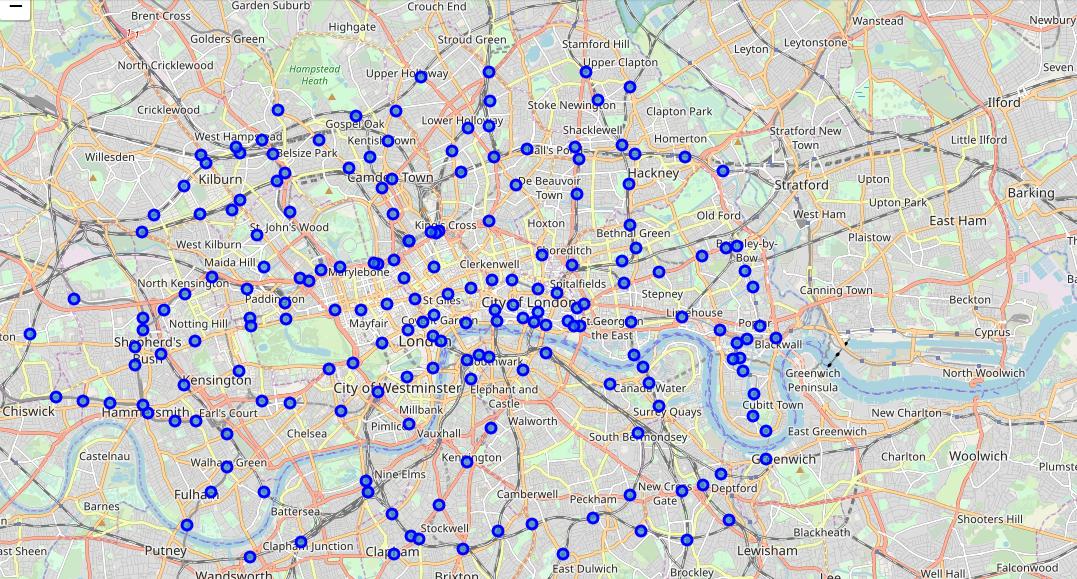 Garden Suburb
Crouch End
Brent Cross
Highgate
Wanstead
Newbury
Golders Green
Stroud Green
Stamford Hill
Leyton
Leytonstone
North Cricklewood
Hampstead
Heath
Upper Holloway
Upper Clapton
Seven
Cricklewood
Stoke Newington
Clapton Park
Ilford
Gospel Oak
Lower Holloway
Shacklewell
Stratford New
Town
West Hampstead
Kentish Town
Homerton
Little Ilford
Willesden
Belsize Park
Kilburn
Camden Town
De Beauvoir
Town
Hackney
Stratford
Upton
Barking
Upton Park
St. John's Wood
Hoxton
Old Ford
West Ham
East Ham
West Kilburn
Bethnal Green
Plaistow
Bow
Shoreditch
Maida Hill
Clerkenwell
North Kensington
Marylebone
Spitalfields
Canning Town
Paddington
St Giles
City of London
Stepney
Beckton
Notting Hill
Mayfair
Covent Garden
St.George in
the East
Limehouse
Cyprus
Shepherd's
Bush
London
Blackwall
Southwark
Greenwich
Peninsula
North Woolwich
Kensington
City of Westminster
Elephant and
Castle
Canada Water
Chiswick
Hammersmith
Earl's Court
Millbank
Surrey Quays
Cubitt Town
New Charlton
Castelnau
Chelsea
Pimlico
Vauxhall
Walworth
South Bermondsey
East Greenwich
Walham Green
Kennington
Greenwich
Charlton
Woolwich
Plumste
Fulham
Nine Elms
Camberwell
Peckham
New Cross
Gate
Deptford
Barnes
Battersea
Shooters Hill
Stockwell
Blackheath
East Sheen
Putney
Clapham Junction
Clapham
Lewisham
Wandsworth
Brixton
East Dulwich
Brockley
Lee
Well Hall
Falconwood